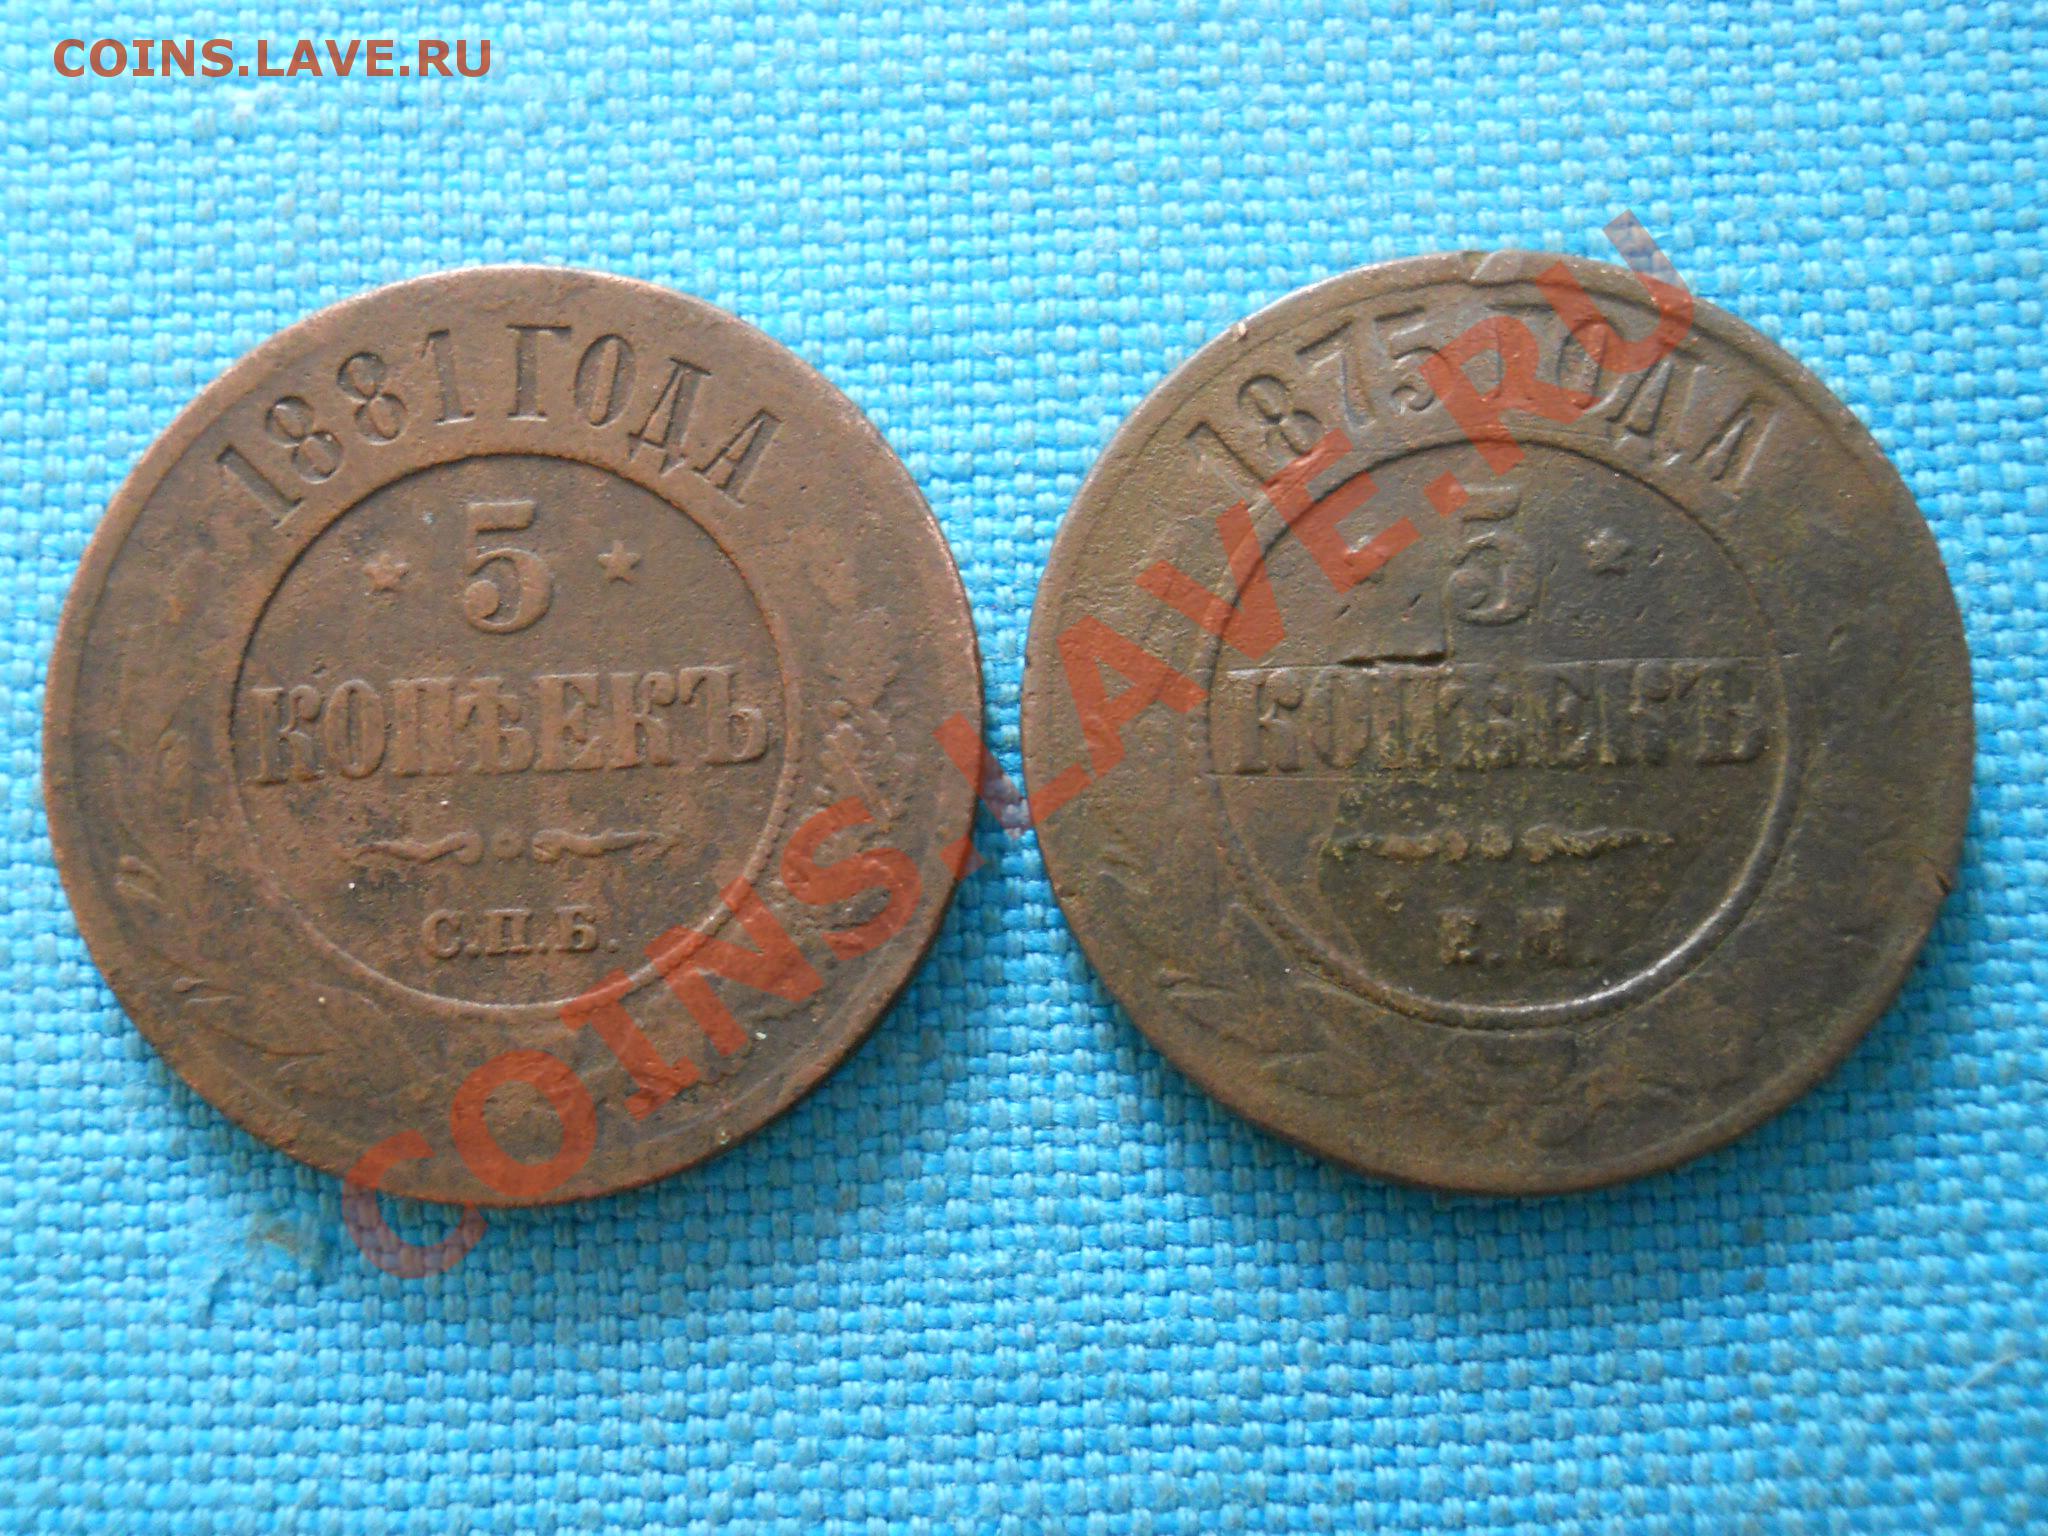 COINS.LAVE.RU
1881 ГОДА
5
КОПѢЕКЪ
С.П.Б.
1875 ГОДА
5
КОПѢЕКЪ
Е.М.
COINS.LAVE.RU